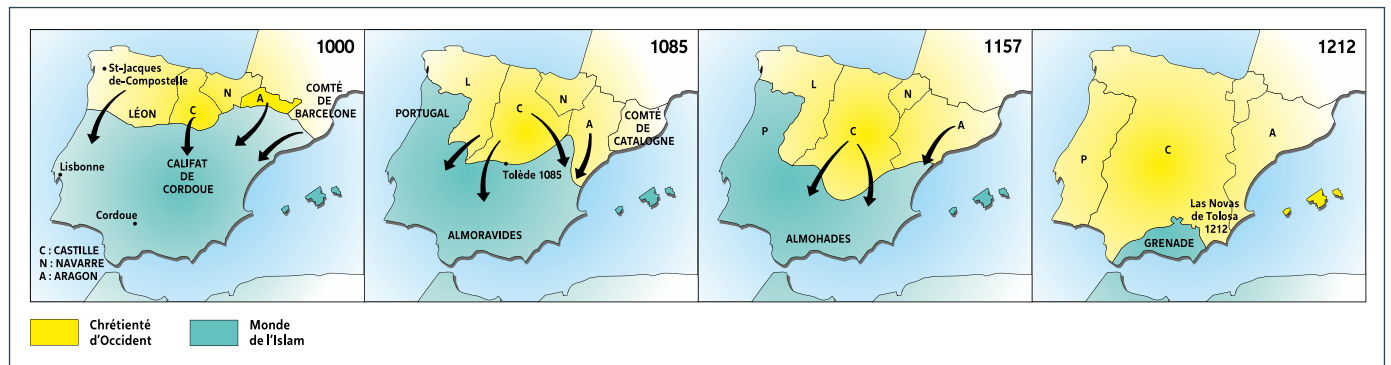 1000
St-Jacques
de-Compostelle
LÉON
C
N
A
COMTÉ
DE
BARCELONE
Lisbonne
CALIFAT
DE
CORDOUE
Cordoue
C : CASTILLE
N : NAVARRE
A : ARAGON
1085
L
N
C
A
PORTUGAL
COMTÉ
DE
CATALOGNE
Tolède 1085
ALMORAVIDES
1157
L
N
P
C
A
ALMOHADES
1212
A
P
C
Las Novas
de Tolosa
1212
GRENADE
Chrétienté
d'Occident
Monde
de l'Islam